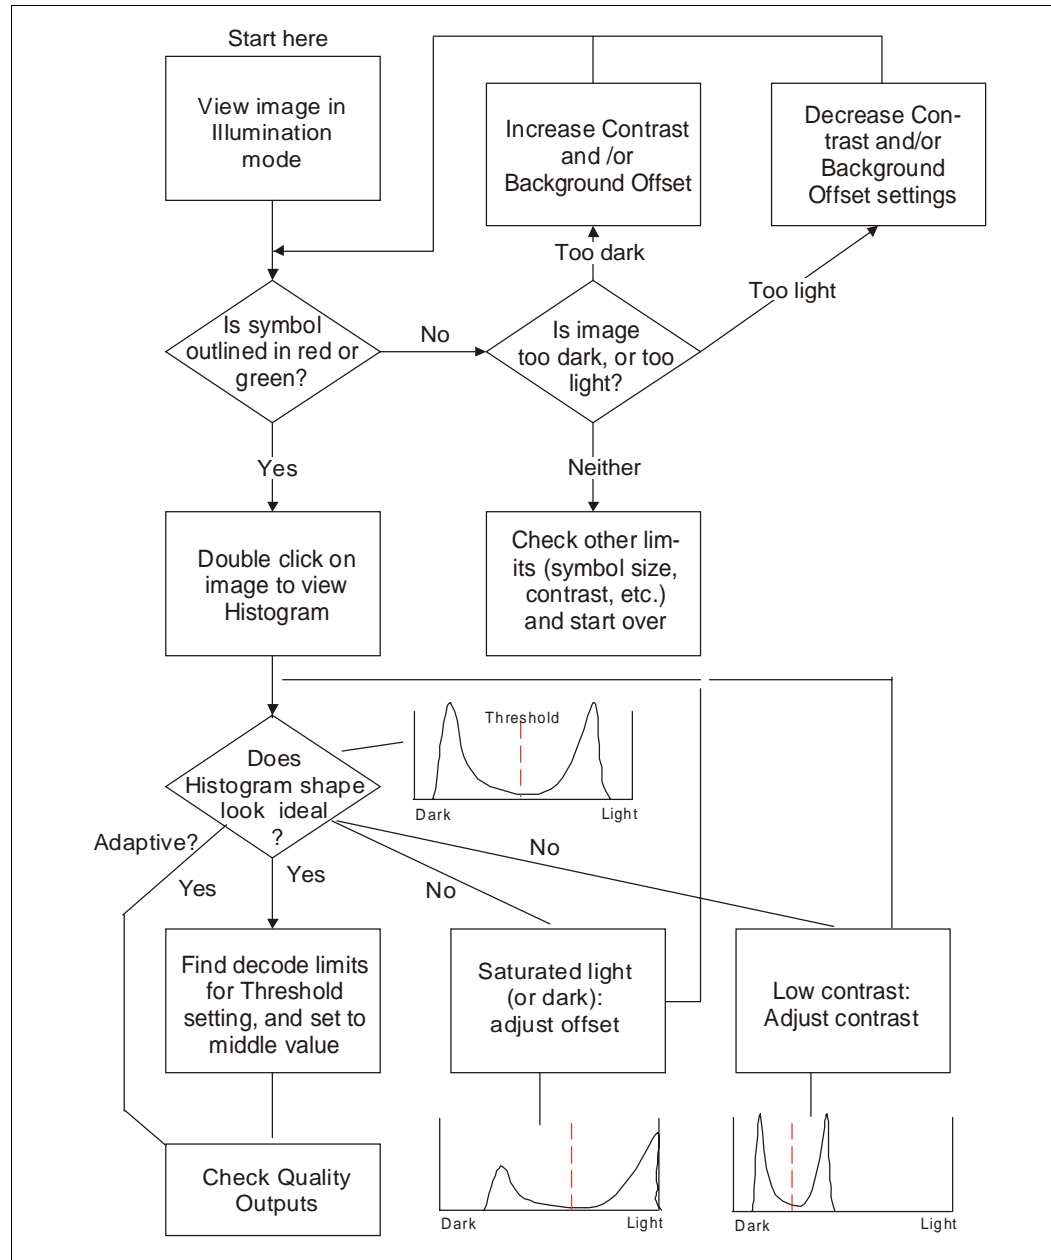 Start here
View image in
Illumination
mode
Increase Contrast
and /or
Background Offset
Decrease Con-
trast and/or
Background
Offset settings
Too dark
Too light
Is symbol
outlined in red or
green?
No
Is image
too dark, or too
light?
Yes
Neither
Double click on
image to view
Histogram
Check other lim-
its (symbol size,
contrast, etc.)
and start over
Threshold
Dark
Light
Does
Histogram shape
look ideal
?
Adaptive?
Yes
Yes
No
No
Find decode limits
for Threshold
setting, and set to
middle value
Saturated light
(or dark):
adjust offset
Low contrast:
Adjust contrast
Check Quality
Outputs
Dark
Light
Dark
Light